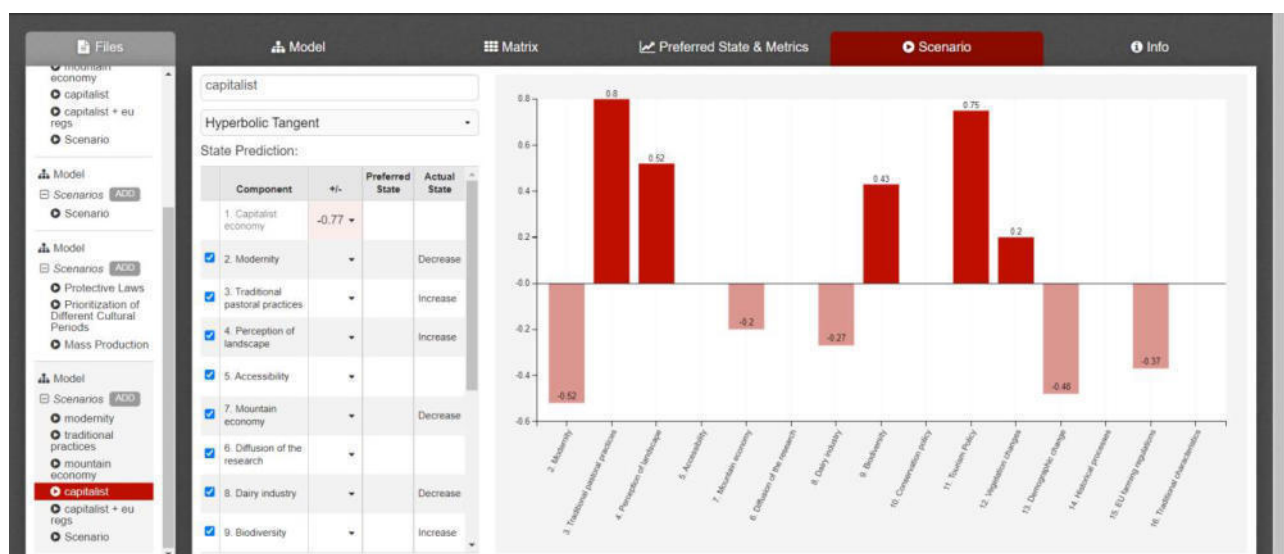 Files
Model
Matrix
Preferred State & Metrics
Scenario
Info
mountain
economy
capitalist
capitalist + eu
regs
Scenario
Model
Scenarios ADD
Scenario
Model
Scenarios ADD
Protective Laws
Prioritization of
Different Cultural
Periods
Mass Production
Model
Scenarios ADD
modernity
traditional
practices
mountain
economy
capitalist
capitalist + eu
regs
Scenario
capitalist
Hyperbolic Tangent
State Prediction:
Component +/- Preferred State Actual State
1. Capitalist
economy -0.77
2. Modernity Decrease
3. Traditional
pastoral practices Increase
4. Perception of
landscape Increase
5. Accessibility
7. Mountain
economy Decrease
6. Diffusion of the
research
8. Dairy industry Decrease
9. Biodiversity Increase
0.8
0.6
0.4
0.2
-0.0
-0.2
-0.4
-0.6
-0.52
0.8
0.52
-0.2
-0.27
0.43
0.75
0.2
-0.48
-0.37
2. Modernity
3. Traditional pastoral practices
4. Perception of landscape
5. Accessibility
7. Mountain economy
6. Diffusion of the research
8. Dairy industry
9. Biodiversity
10. Conservation policy
11. Tourism Policy
12. Vegetation changes
13. Demographic change
14. Historical processes
15. EU farming regulations
16. Traditional characteristics